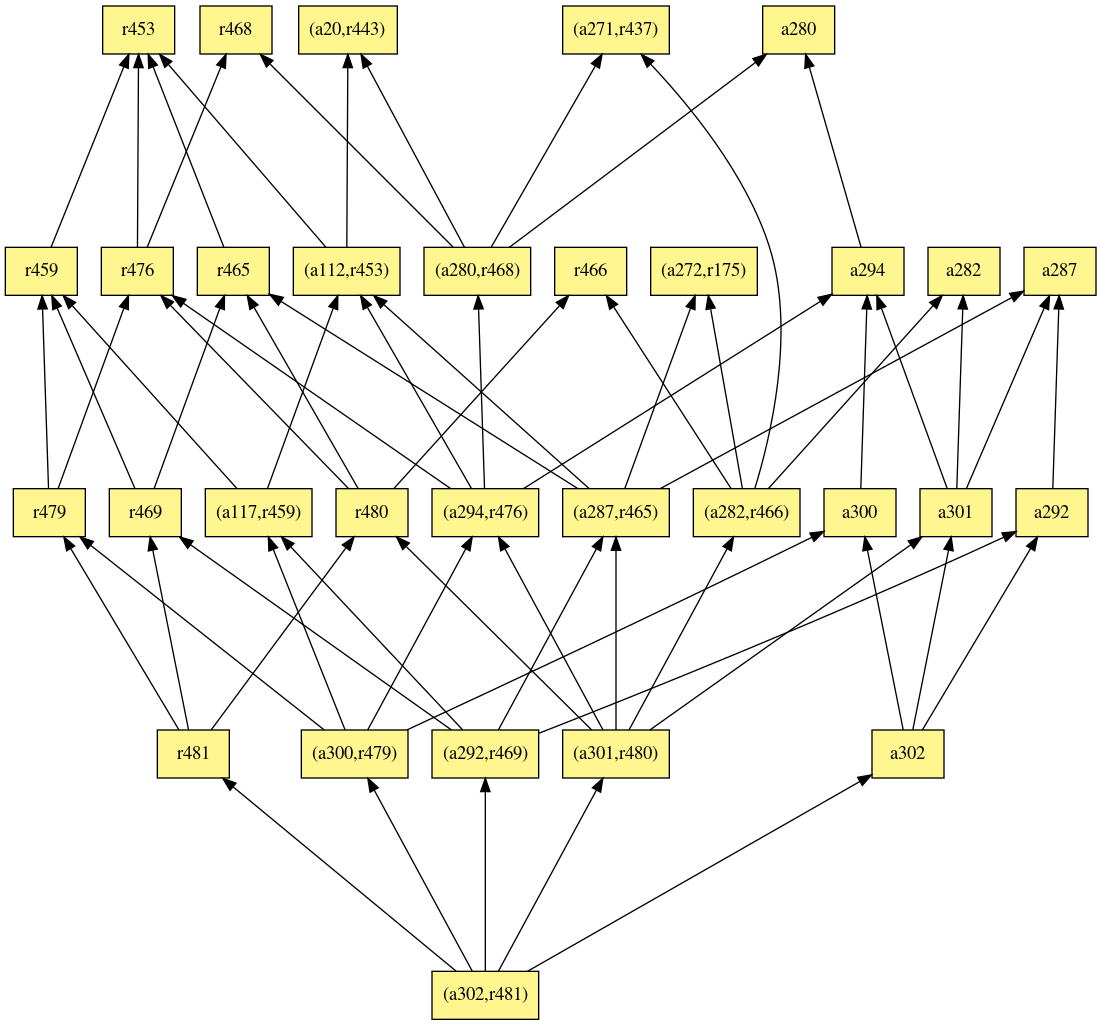 r453
r468
(a20,r443)
(a271,r437)
a280
r459
r476
r465
(a112,r453)
(a280,r468)
r466
(a272,r175)
a294
a282
a287
r479
r469
(a117,r459)
r480
(a294,r476)
(a287,r465)
(a282,r466)
a300
a301
a292
r481
(a300,r479)
(a292,r469)
(a301,r480)
a302
(a302,r481)